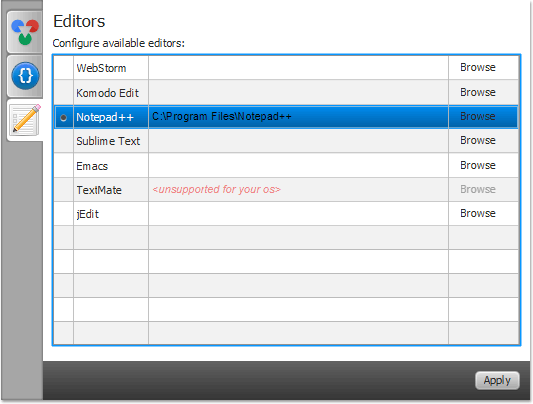 Editors
Configure available editors:
WebStorm Browse
Komodo Edit Browse
Notepad++ C:\Program Files\Notepad++ Browse
Sublime Text Browse
Emacs Browse
TextMate <unsupported for your os> Browse
jEdit Browse
{}
Apply